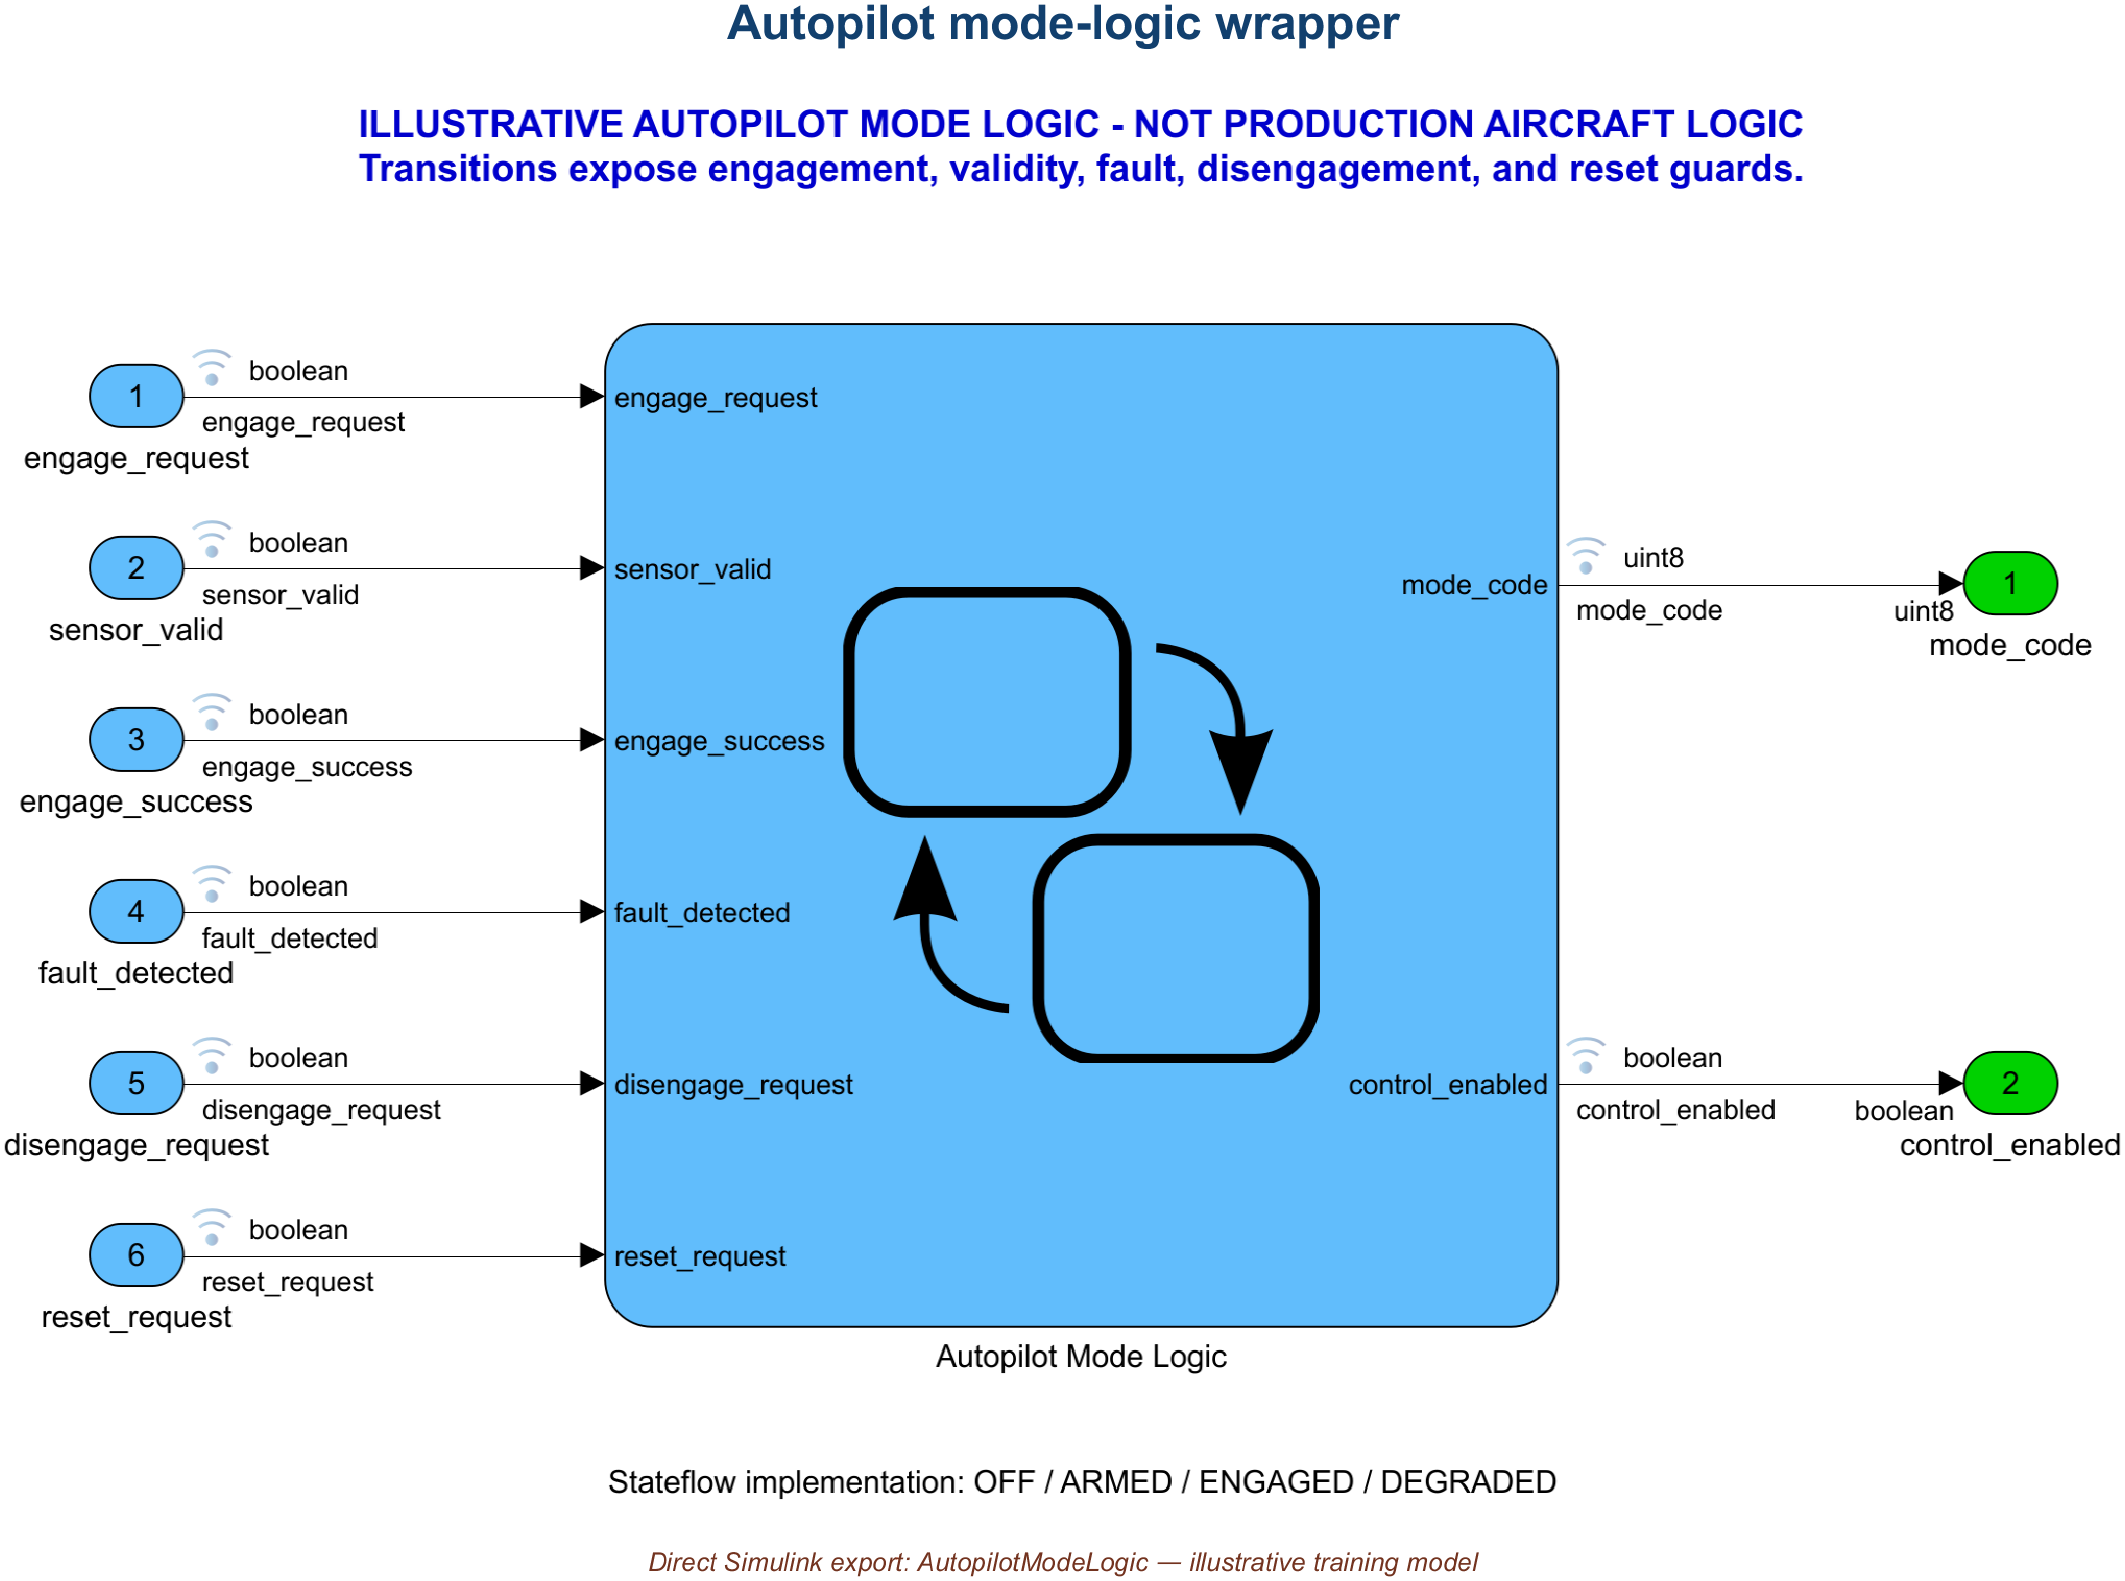 Autopilot mode-logic wrapper
ILLUSTRATIVE AUTOPILOT MODE LOGIC - NOT PRODUCTION AIRCRAFT LOGIC
Transitions expose engagement, validity, fault, disengagement, and reset guards.
1
boolean
engage_request
engage_request
engage_request
2
boolean
sensor_valid
sensor_valid
sensor_valid
3
boolean
engage_success
engage_success
engage_success
4
boolean
fault_detected
fault_detected
fault_detected
5
boolean
disengage_request
disengage_request
disengage_request
6
boolean
reset_request
reset_request
reset_request
mode_code
uint8
mode_code
uint8
1
mode_code
control_enabled
boolean
control_enabled
boolean
2
control_enabled
Autopilot Mode Logic
Stateflow implementation: OFF / ARMED / ENGAGED / DEGRADED
Direct Simulink export: AutopilotModeLogic — illustrative training model